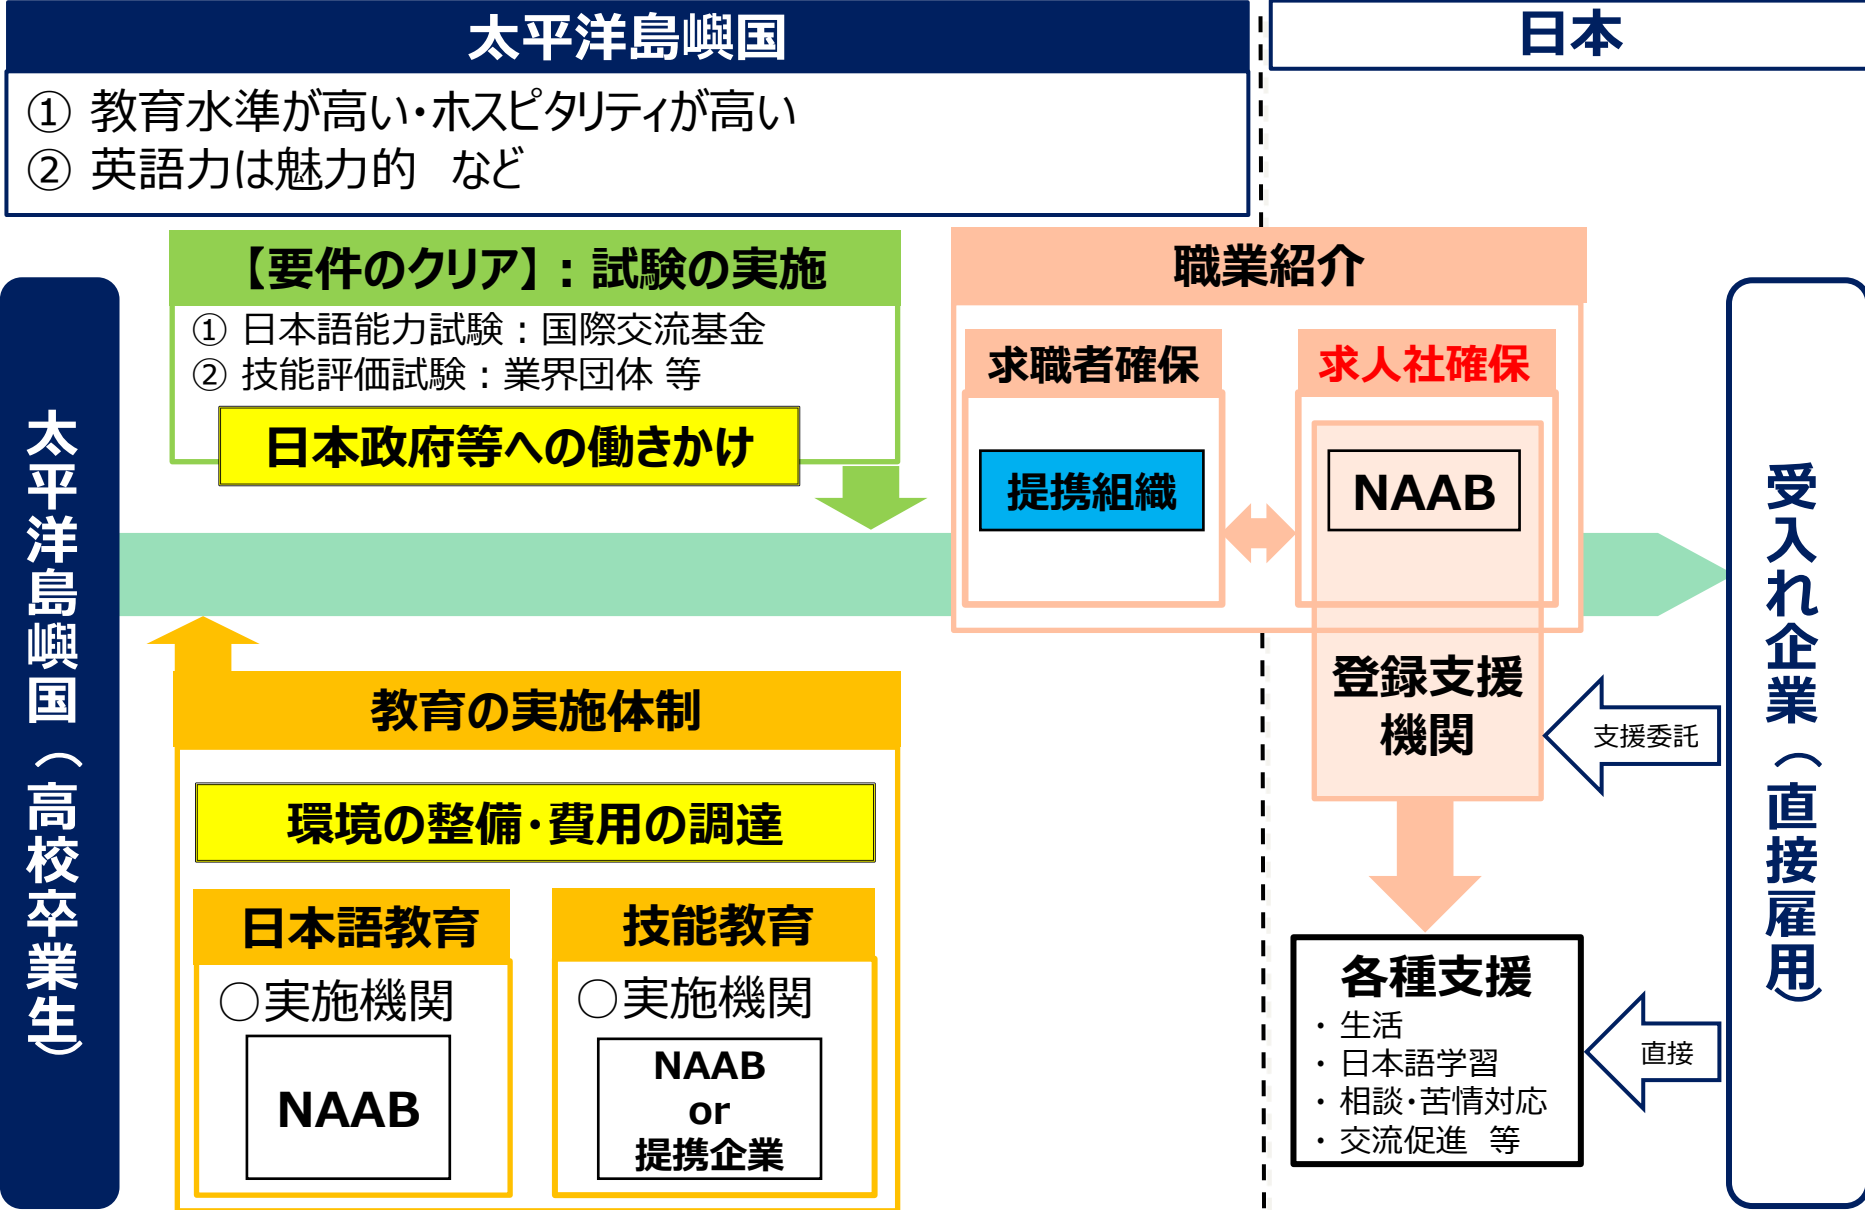 太平洋島嶼国
日本
① 教育水準が高い・ホスピタリティが高い
② 英語力は魅力的　など
【要件のクリア】：試験の実施
① 日本語能力試験：国際交流基金
② 技能評価試験：業界団体 等
日本政府等への働きかけ
職業紹介
求職者確保
求人社確保
提携組織
NAAB
太平洋島嶼国（高校卒業生）
受入れ企業（直接雇用）
登録支援
機関
支援委託
教育の実施体制
環境の整備・費用の調達
日本語教育
技能教育
○実施機関
○実施機関
NAAB
NAAB
or
提携企業
各種支援
・ 生活
・ 日本語学習
・ 相談・苦情対応
・ 交流促進　等
直接